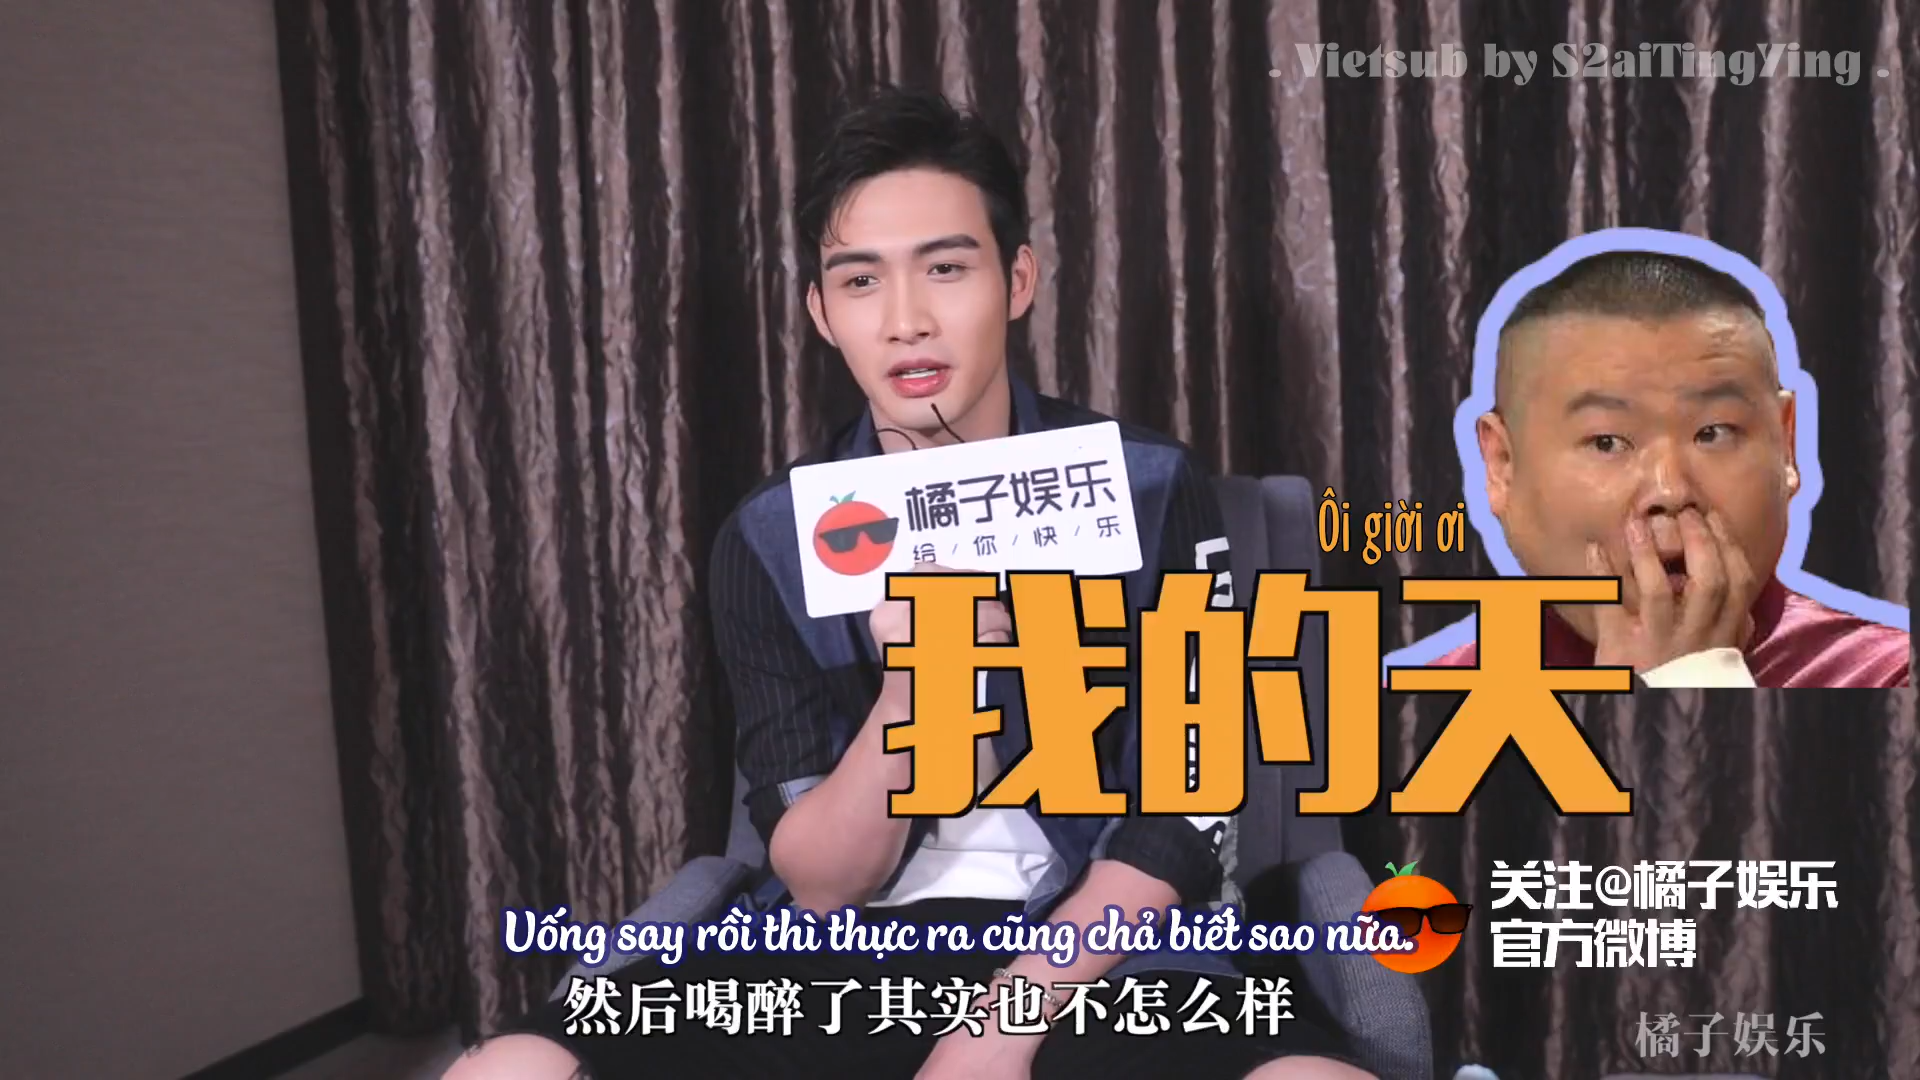 . Vietsub by S2aiTingYing .
橘子娱乐
给 / 你 / 快 / 乐
Ôi giời ơi
我的天
关注@橘子娱乐
官方微博
Uống say rồi thì thực ra cũng chả biết sao nữa.
然后喝醉了其实也不怎么样
橘子娱乐